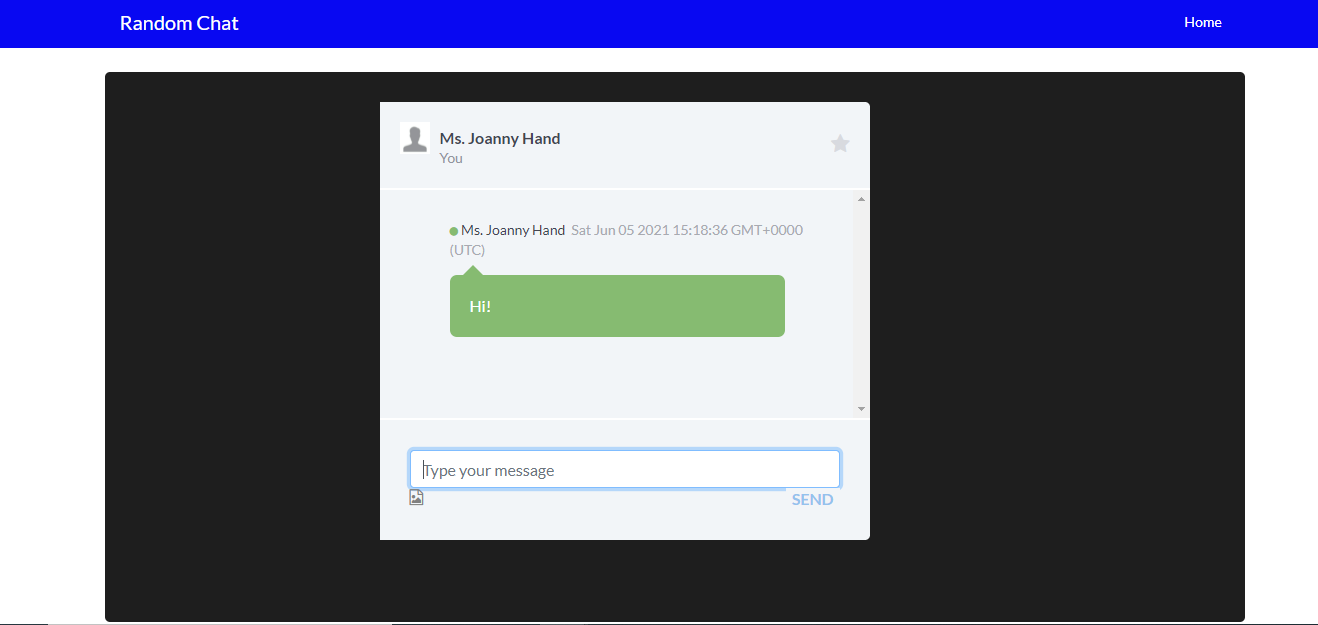 Random Chat
Home
Ms. Joanny Hand
You
Ms. Joanny Hand Sat Jun 05 2021 15:18:36 GMT+0000
(UTC)
Hi!
Type your message
SEND